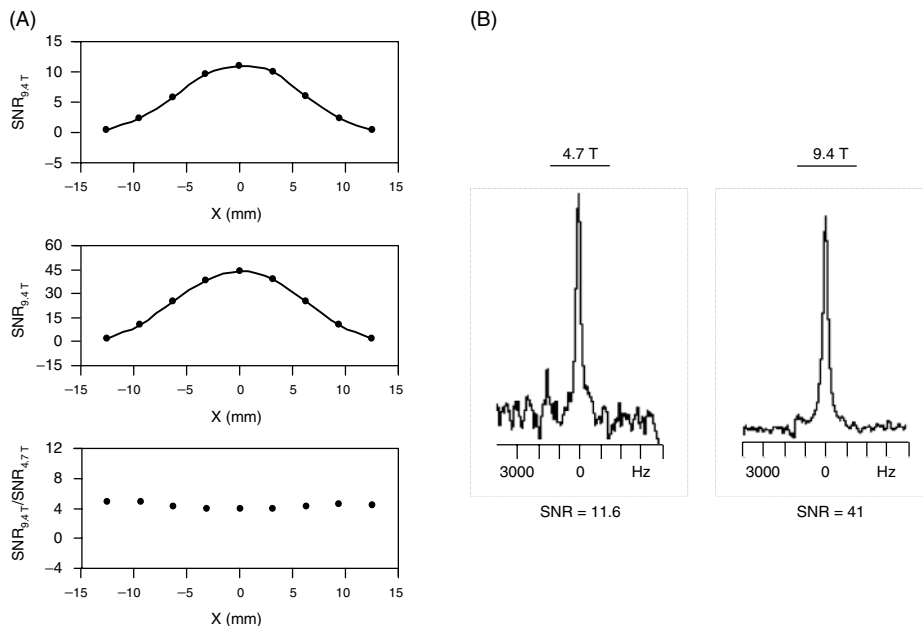 (A)
15
10
5
0
−5
SNR9.4 T
−15 −10 −5 0 5 10 15
X (mm)
60
45
30
15
0
−15
SNR9.4 T
−15 −10 −5 0 5 10 15
X (mm)
12
8
4
0
−4
SNR9.4 T/SNR4.7 T
−15 −10 −5 0 5 10 15
X (mm)
(B)
4.7 T
3000 0 Hz
SNR = 11.6
9.4 T
3000 0 Hz
SNR = 41